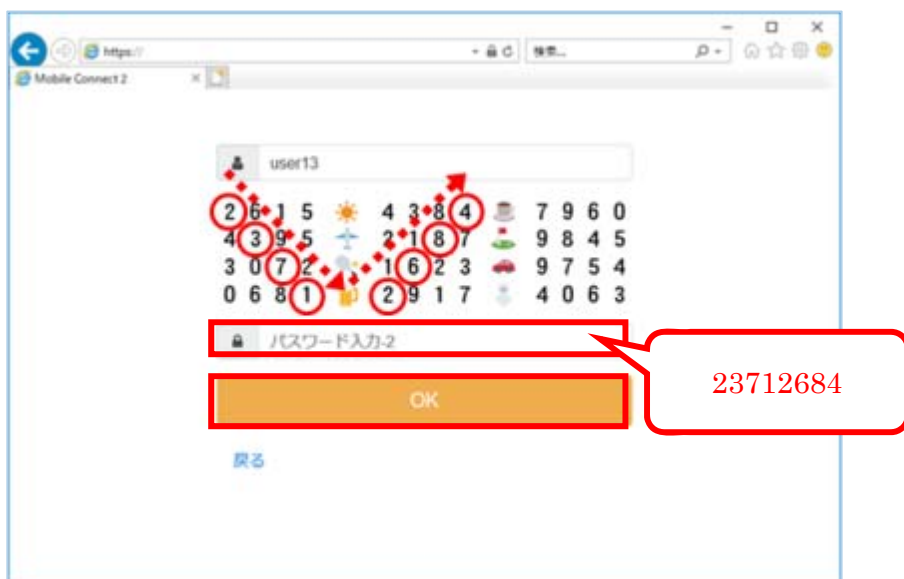 https://
検索...
Mobile Connect 2
user13
2 6 1 5 4 3 8 4 7 9 6 0
4 3 9 5 2 1 8 7 9 8 4 5
3 0 7 2 1 6 2 3 9 7 5 4
0 6 8 1 2 9 1 7 4 0 6 3
パスワード入力-2
23712684
OK
戻る